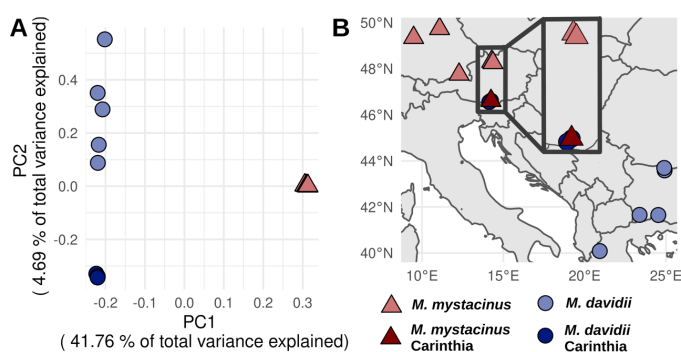 A
PC2
( 4.69 % of total variance explained)
0.4
0.2
0.0
-0.2
-0.2 -0.1 0.0 0.1 0.2 0.3
PC1
( 41.76 % of total variance explained)
B
50°N
48°N
46°N
44°N
42°N
40°N
10°E 15°E 20°E 25°E
M. mystacinus
M. davidii
M. mystacinus
Carinthia
M. davidii
Carinthia